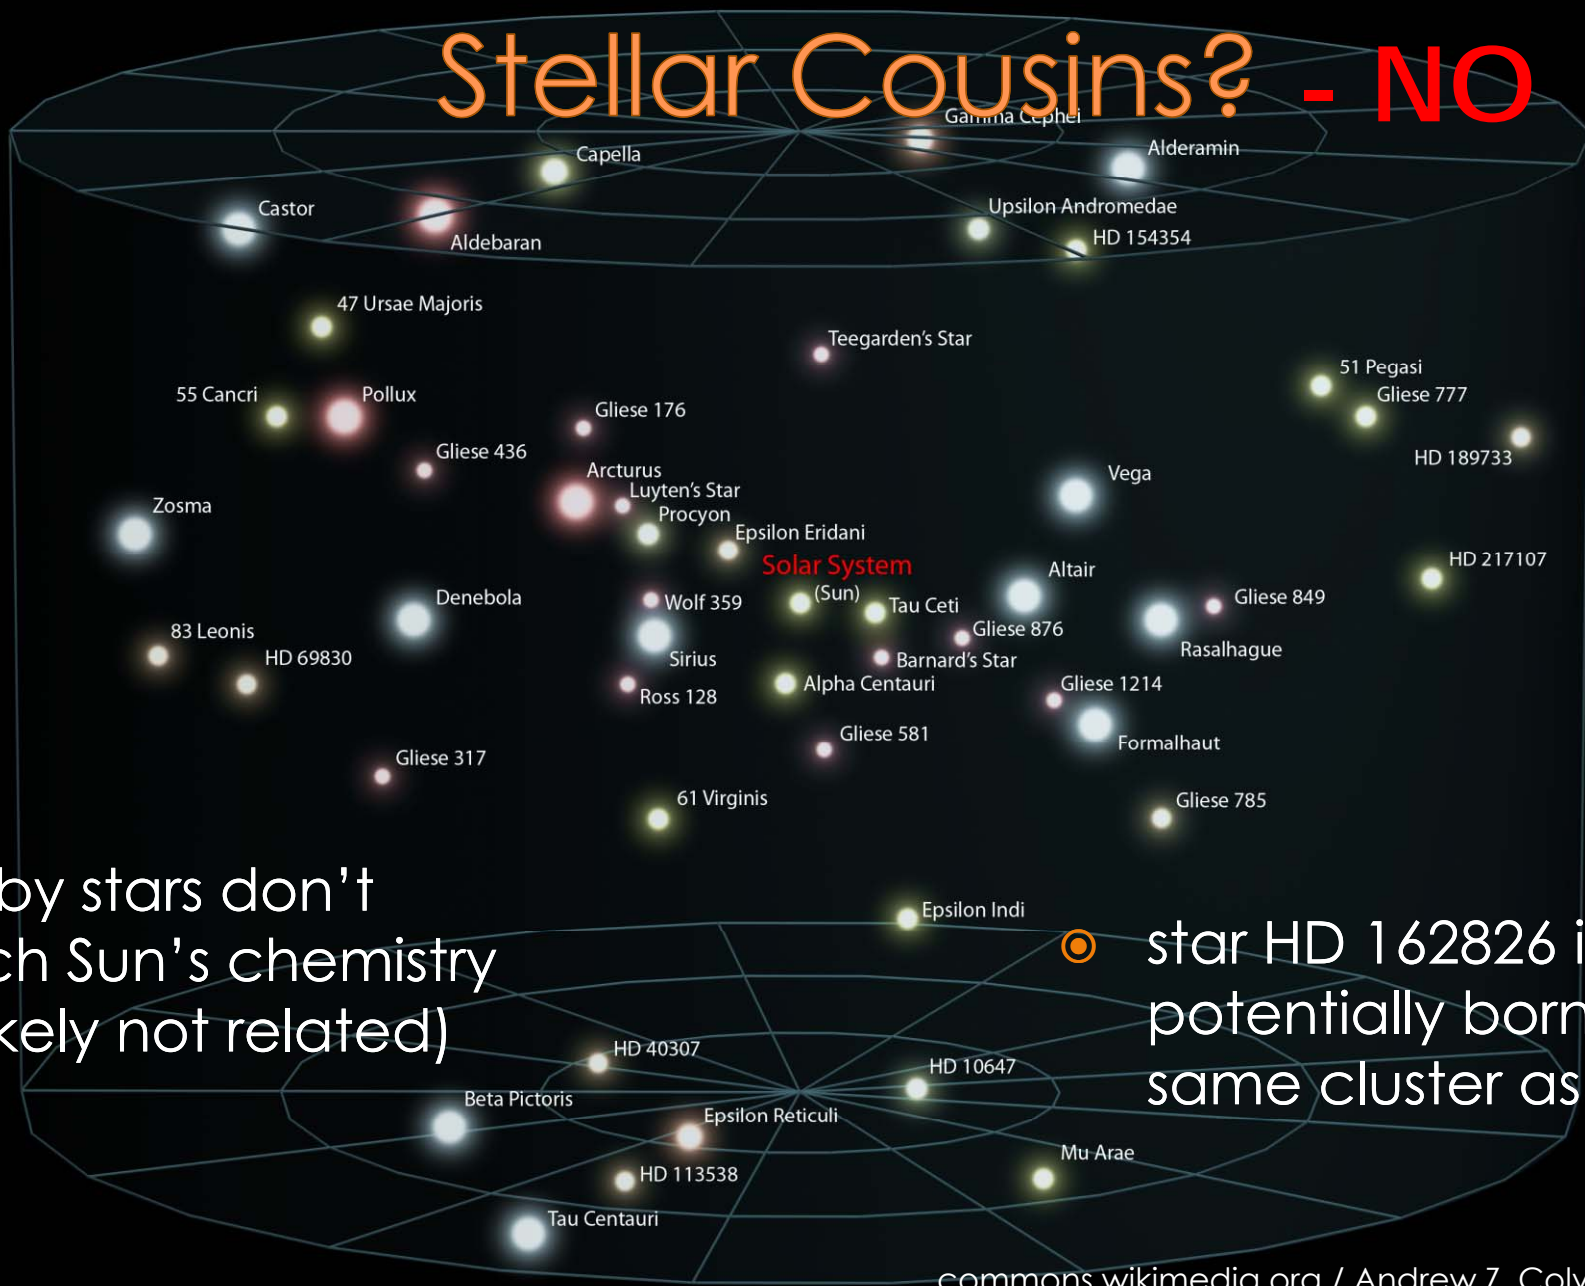 Stellar Cousins? - NO
Gamma Cephei
Capella
Alderamin
Castor
Aldebaran
Upsilon Andromedae
HD 154354
47 Ursae Majoris
Teegarden's Star
51 Pegasi
55 Cancri
Pollux
Gliese 777
Gliese 176
HD 189733
Gliese 436
Arcturus
Vega
Luyten's Star
Zosma
Procyon
Epsilon Eridani
Solar System
(Sun)
HD 217107
Altair
Denebola
Wolf 359
Tau Ceti
Gliese 849
83 Leonis
Gliese 876
HD 69830
Sirius
Barnard's Star
Rasalhague
Ross 128
Alpha Centauri
Gliese 1214
Gliese 581
Formalhaut
Gliese 317
61 Virginis
Gliese 785
by stars don't
ch Sun's chemistry
kely not related)
Epsilon Indi
star HD 162826 i
potentially born
same cluster as
HD 40307
HD 10647
Beta Pictoris
Epsilon Reticuli
Mu Arae
HD 113538
Tau Centauri
commons.wikimedia.org / Andrew Z. Colv